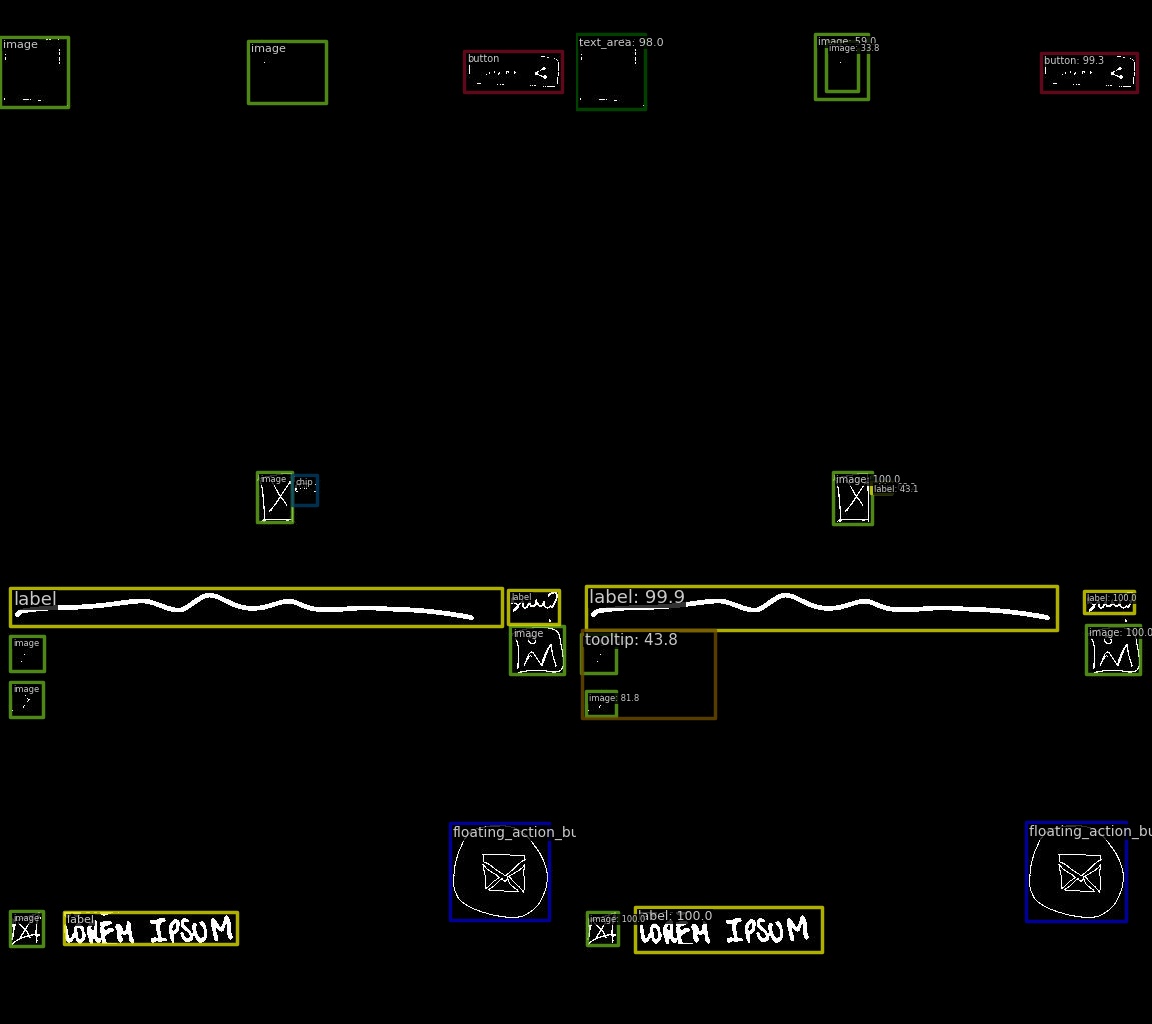 image image button text_area: 98.0 image: 59.0 button: 99.3
image: 33.8
image chip image: 100.0
label: 43.1
label label label: 99.9 label: 100.0
image image tooltip: 43.8 image: 100.0
image image: 81.8
floating_action_bu floating_action_bu
image label image: 100.0 label: 100.0
LOREM IPSUM LOREM IPSUM